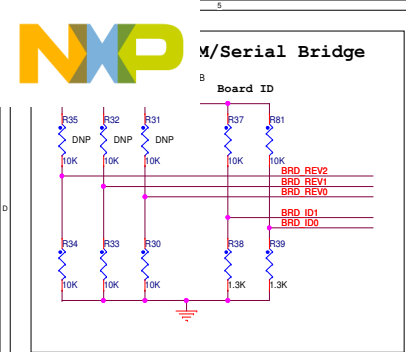 5
NXP
M/Serial Bridge
B
Board ID
R35 R32 R31 R37 R81
DNP DNP DNP
10K 10K 10K 10K 10K
BRD_REV2
BRD_REV1
BRD_REV0
D
BRD_ID1
BRD_ID0
R34 R33 R30 R38 R39
10K 10K 10K 1.3K 1.3K